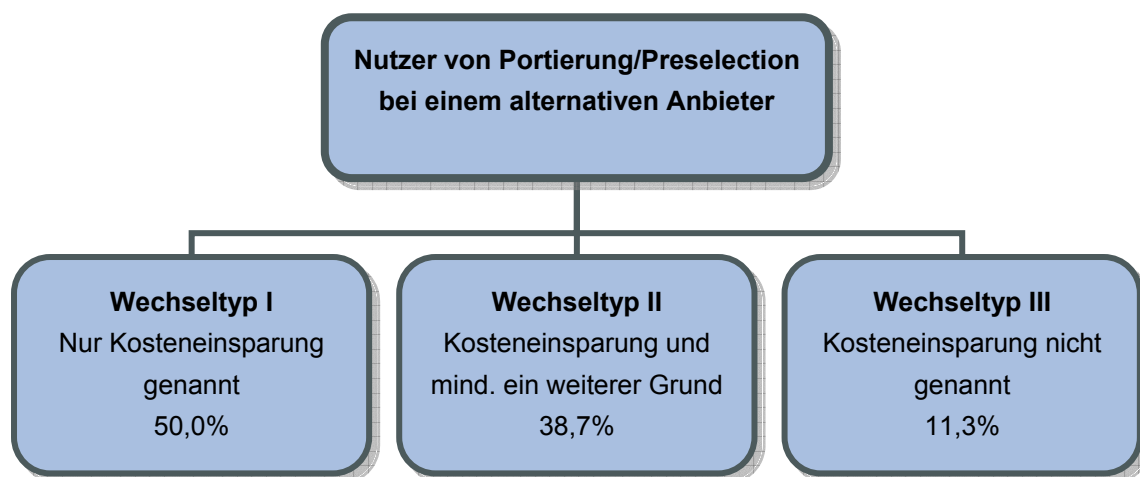 Nutzer von Portierung/Preselection
bei einem alternativen Anbieter
Wechseltyp I
Nur Kosteneinsparung
genannt
50,0%
Wechseltyp II
Kosteneinsparung und
mind. ein weiterer Grund
38,7%
Wechseltyp III
Kosteneinsparung nicht
genannt
11,3%